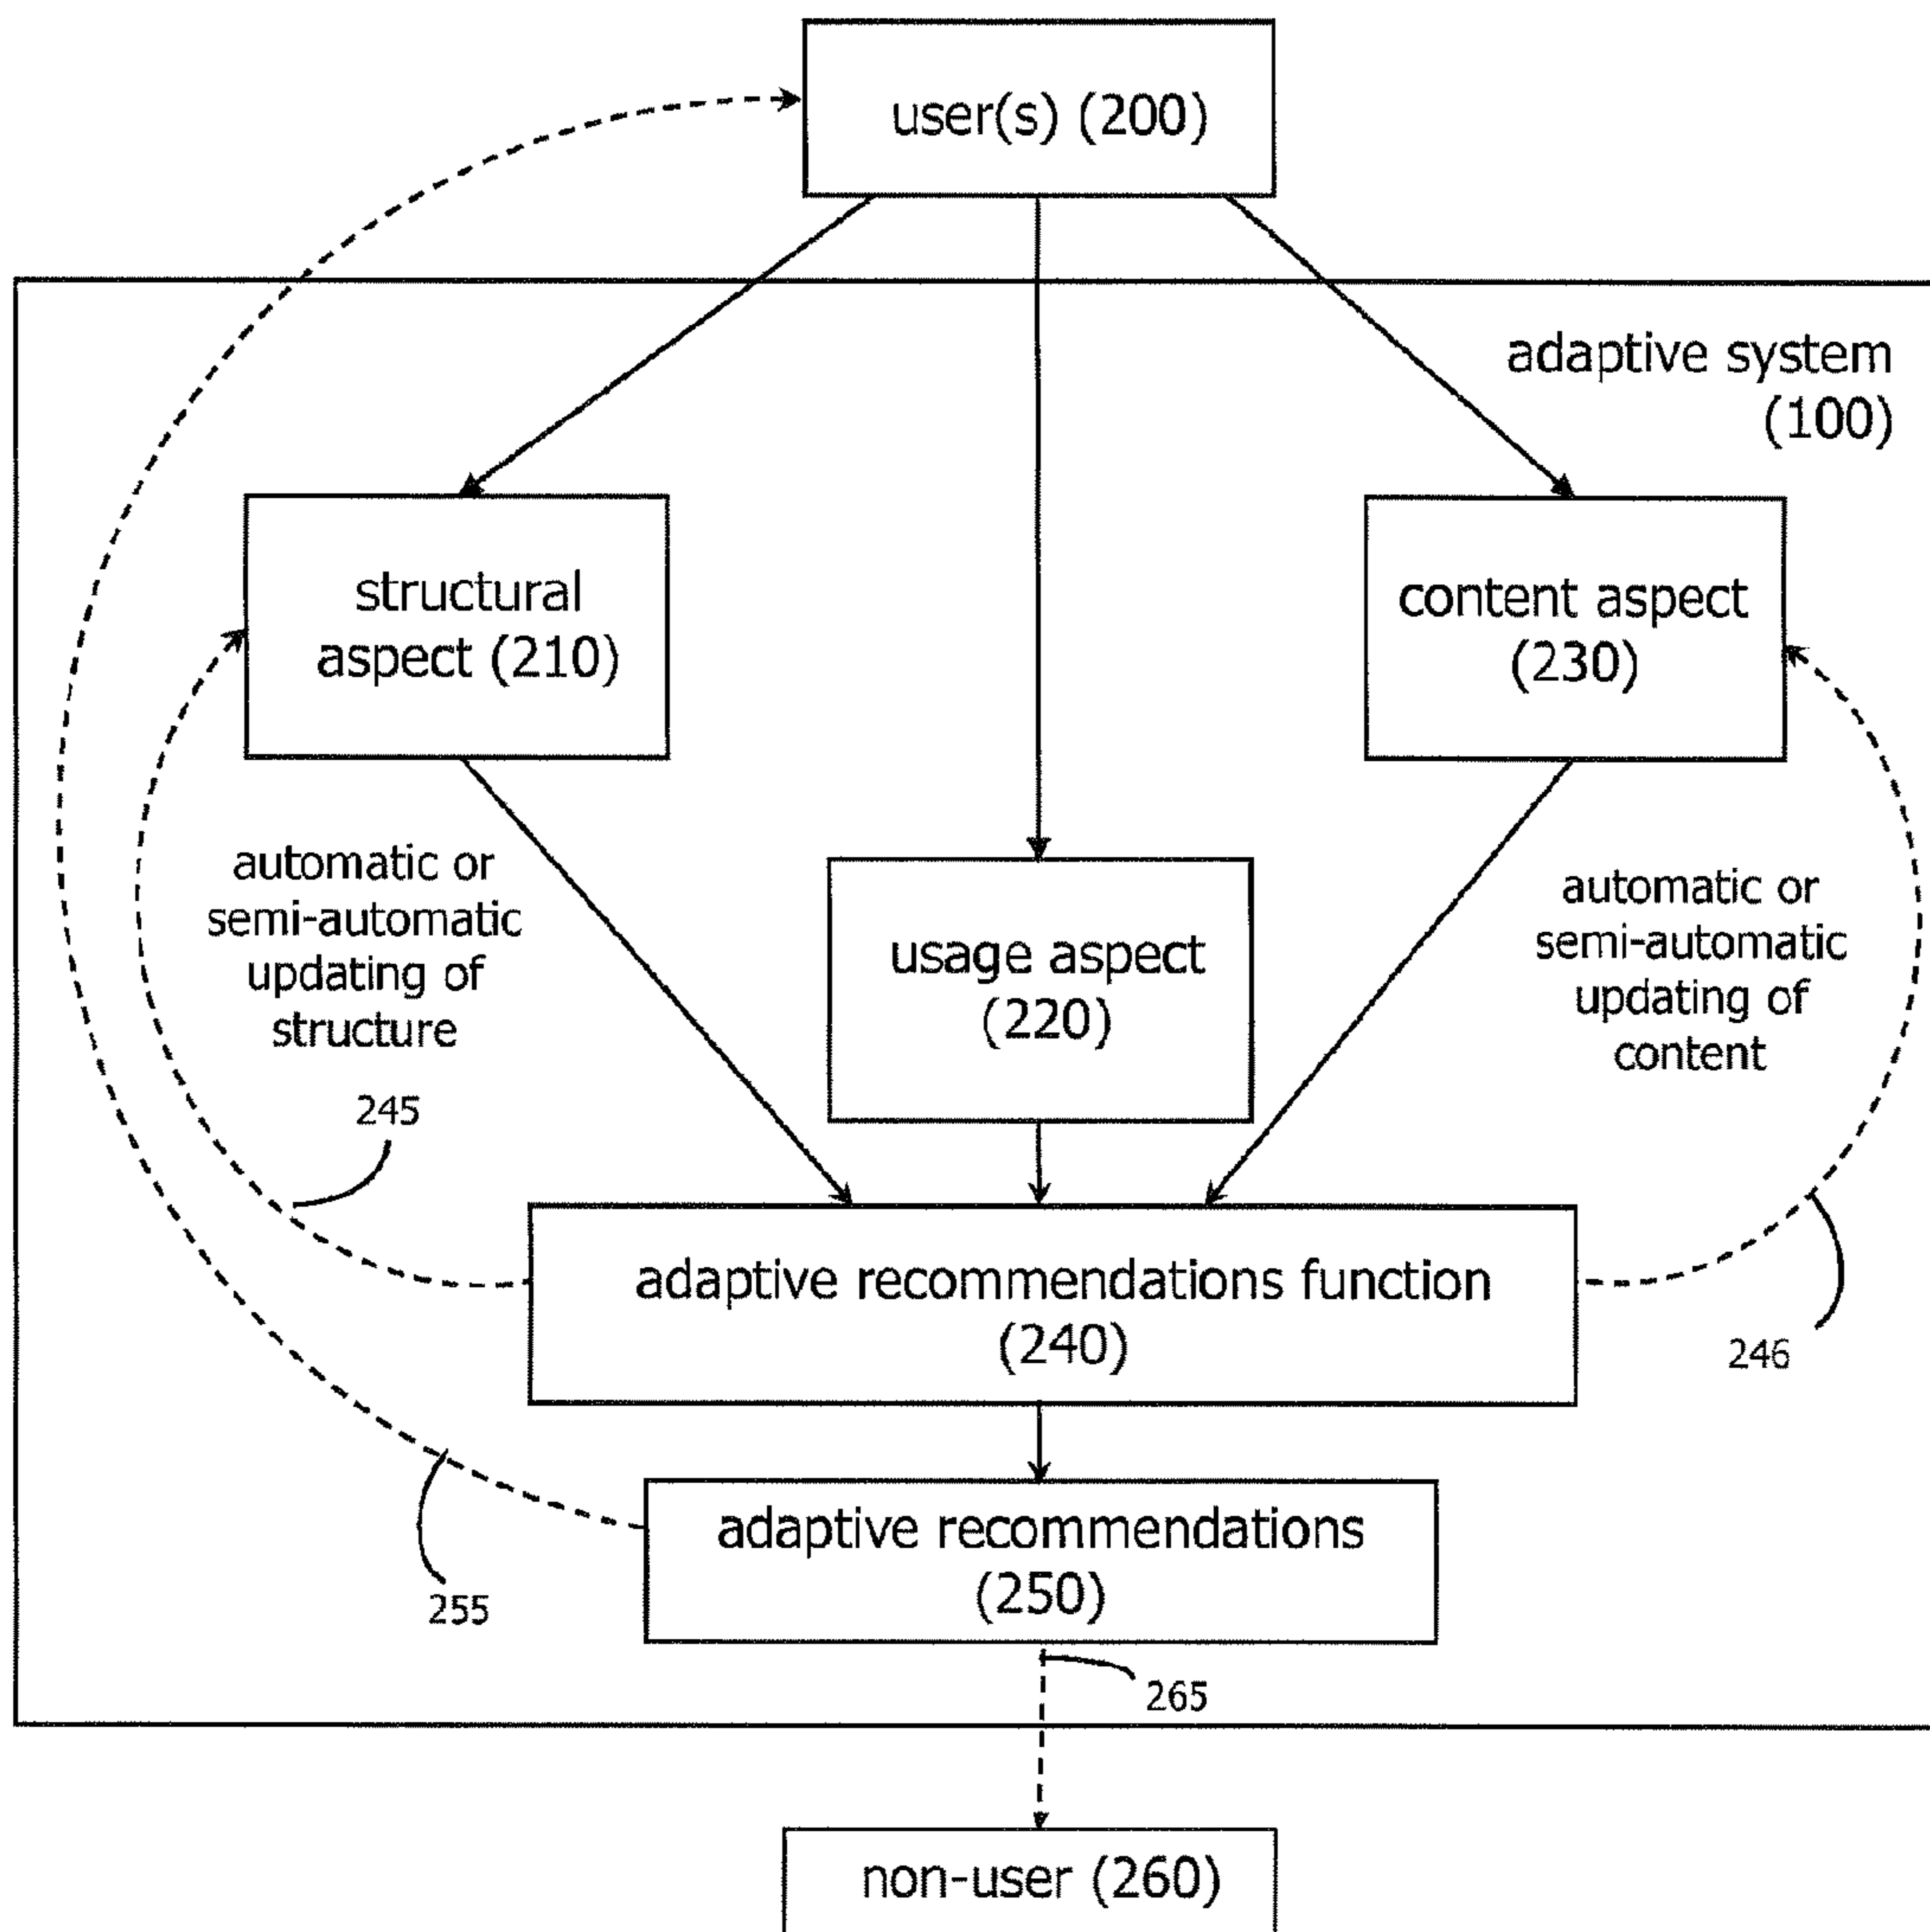 user(s) (200)
adaptive system
(100)
structural
aspect (210)
content aspect
(230)
automatic or
semi-automatic
updating of
structure
usage aspect
(220)
automatic or
semi-automatic
updating of
content
245
adaptive recommendations function
(240)
246
adaptive recommendations
(250)
255
265
non-user (260)